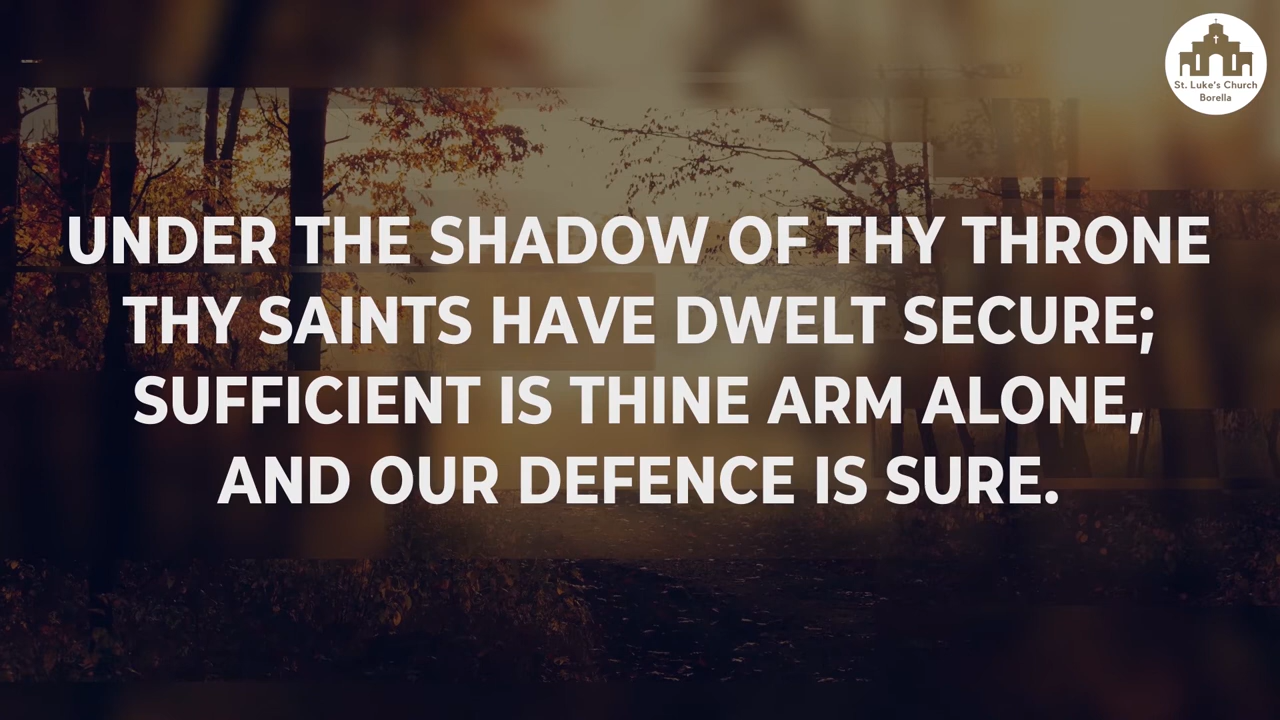 St. Luke's Church
Borella
UNDER THE SHADOW OF THY THRONE
THY SAINTS HAVE DWELT SECURE;
SUFFICIENT IS THINE ARM ALONE,
AND OUR DEFENCE IS SURE.